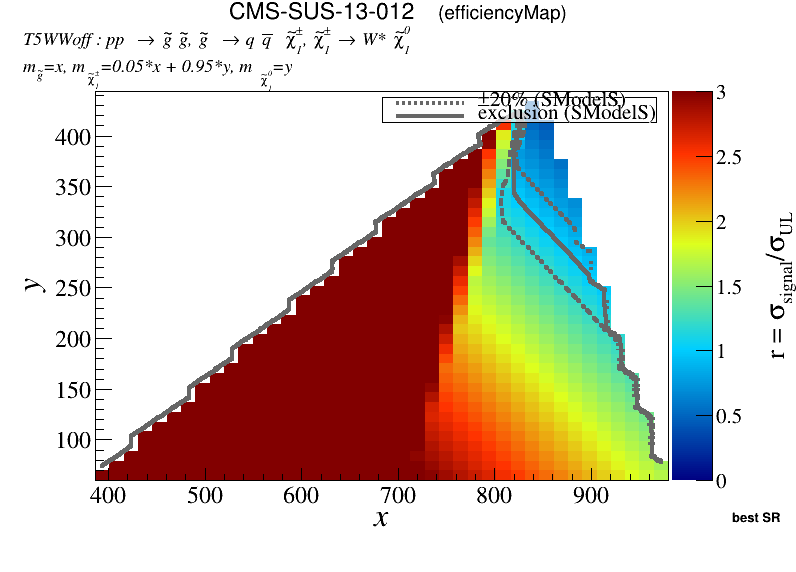 CMS-SUS-13-012 (efficiencyMap)
T5WWoff : pp → g̃ g̃, g̃ → q q̅ χ̃₁±, χ̃₁± → W* χ̃₁⁰
m_g̃=x, m_χ̃₁±=0.05*x + 0.95*y, m_χ̃₁⁰=y
±20% (SModelS)
exclusion (SModelS)
400
350
300
250
200
150
100
y
400 500 600 700 800 900
x
3
2.5
2
1.5
1
0.5
0
r = σ_signal/σ_UL
best SR